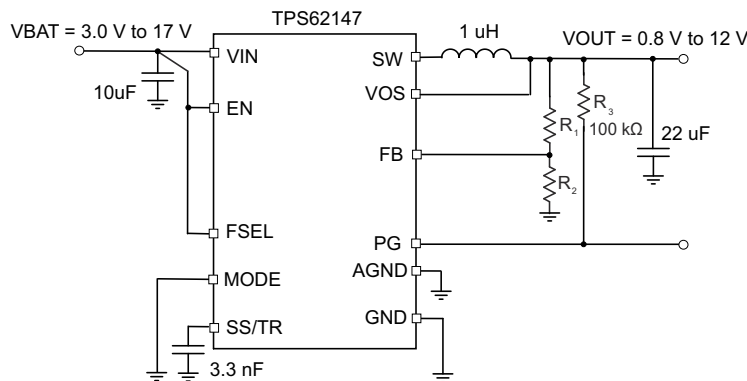 TPS62147
VBAT = 3.0 V to 17 V
VIN
SW
1 uH
VOUT = 0.8 V to 12 V
10uF
EN
VOS
R3
R1
100 kΩ
22 uF
FB
R2
FSEL
PG
MODE
AGND
SS/TR
GND
3.3 nF